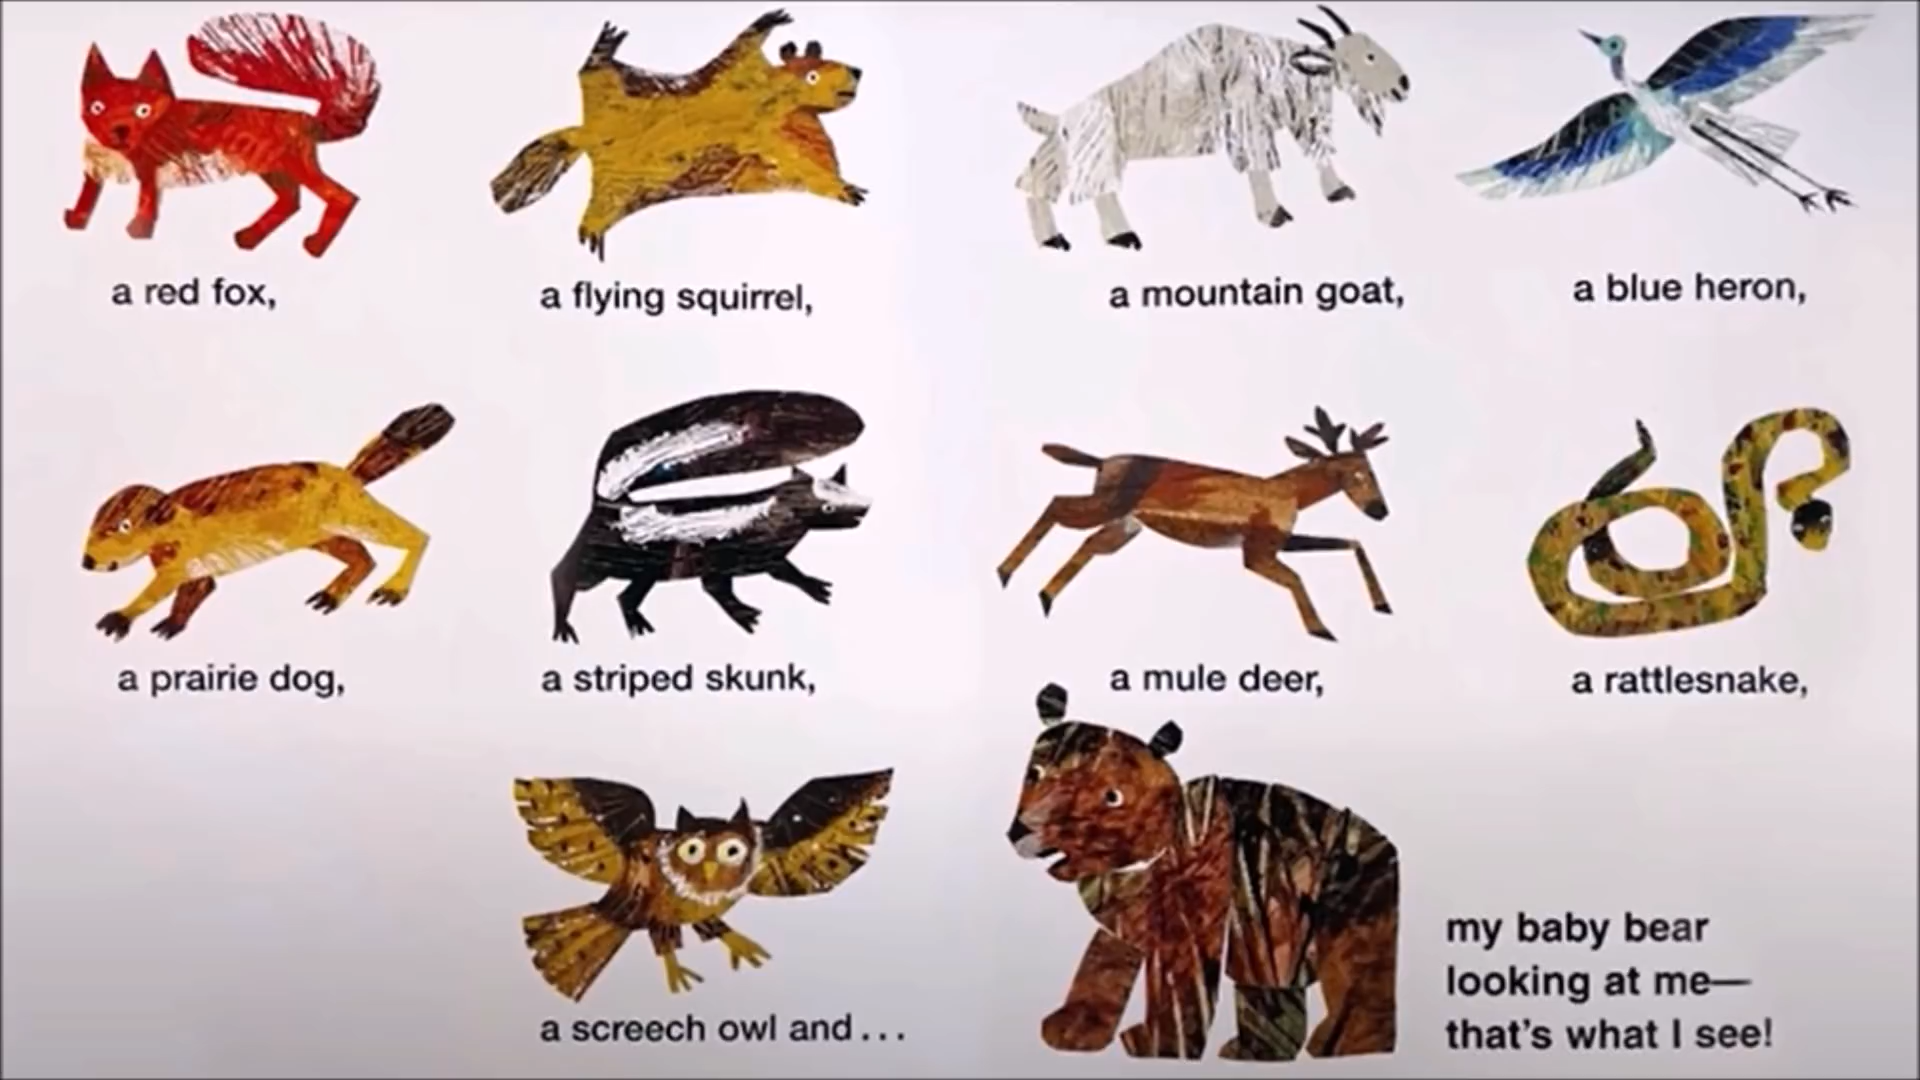 a red fox,
a flying squirrel,
a mountain goat,
a blue heron,
a prairie dog,
a striped skunk,
a mule deer,
a rattlesnake,
a screech owl and...
my baby bear
looking at me—
that's what I see!